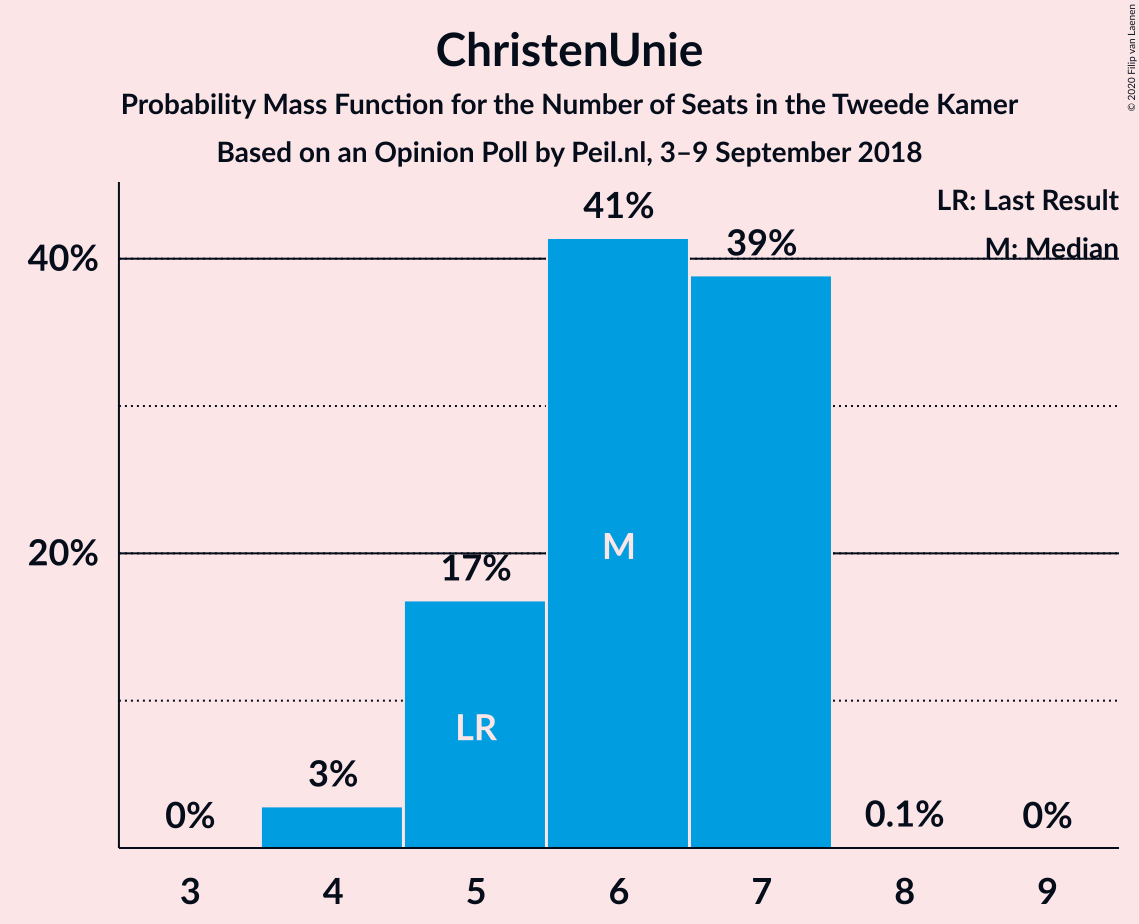 ChristenUnie
Probability Mass Function for the Number of Seats in the Tweede Kamer
Based on an Opinion Poll by Peil.nl, 3–9 September 2018
© 2020 Filip van Laenen
LR: Last Result
M: Median
40%
20%
0%
3%
17%
41%
39%
0.1%
0%
LR
M
3 4 5 6 7 8 9